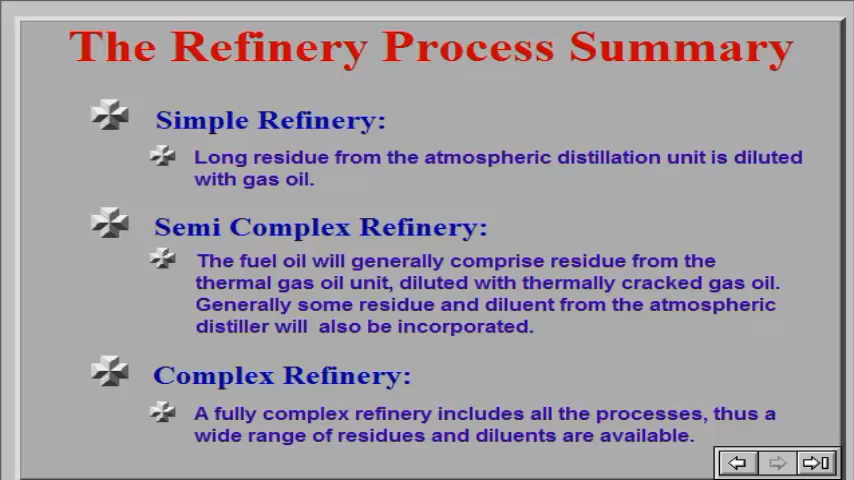 The Refinery Process Summary
Simple Refinery:
Long residue from the atmospheric distillation unit is diluted
with gas oil.
Semi Complex Refinery:
The fuel oil will generally comprise residue from the
thermal gas oil unit, diluted with thermally cracked gas oil.
Generally some residue and diluent from the atmospheric
distiller will also be incorporated.
Complex Refinery:
A fully complex refinery includes all the processes, thus a
wide range of residues and diluents are available.